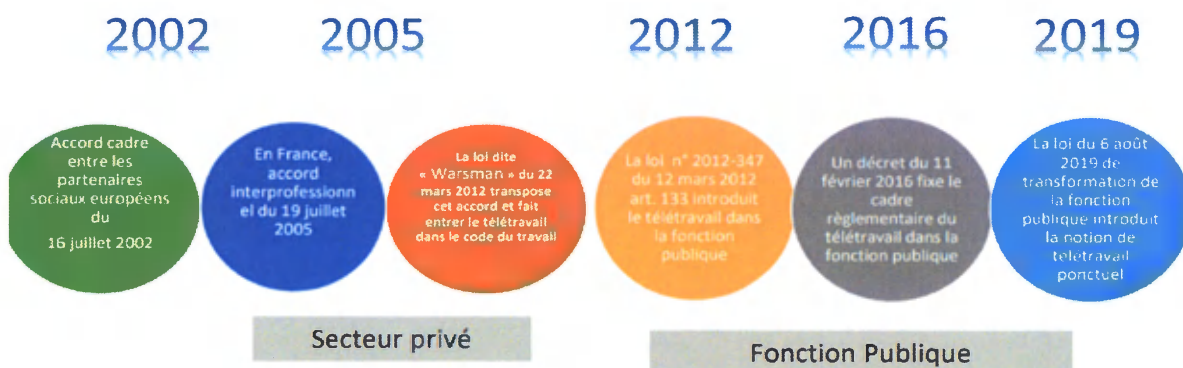 2002
2005
2012
2016
2019
Accord cadre
entre les
partenaires
sociaux européens
du
16 juillet 2002
En France,
accord
interprofessionn
el du 19 juillet
2005
La loi dite
« Warsman » du 22
mars 2012 transpose
cet accord et fait
entrer le télétravail
dans le code du travail
La loi n° 2012-347
du 12 mars 2012
art. 133 introduit
le télétravail dans
la fonction
publique
Un décret du 11
février 2016 fixe le
cadre
règlementaire du
télétravail dans la
fonction publique
La loi du 6 août
2019 de
transformation de
la fonction
publique introduit
la notion de
télétravail
ponctuel
Secteur privé
Fonction Publique